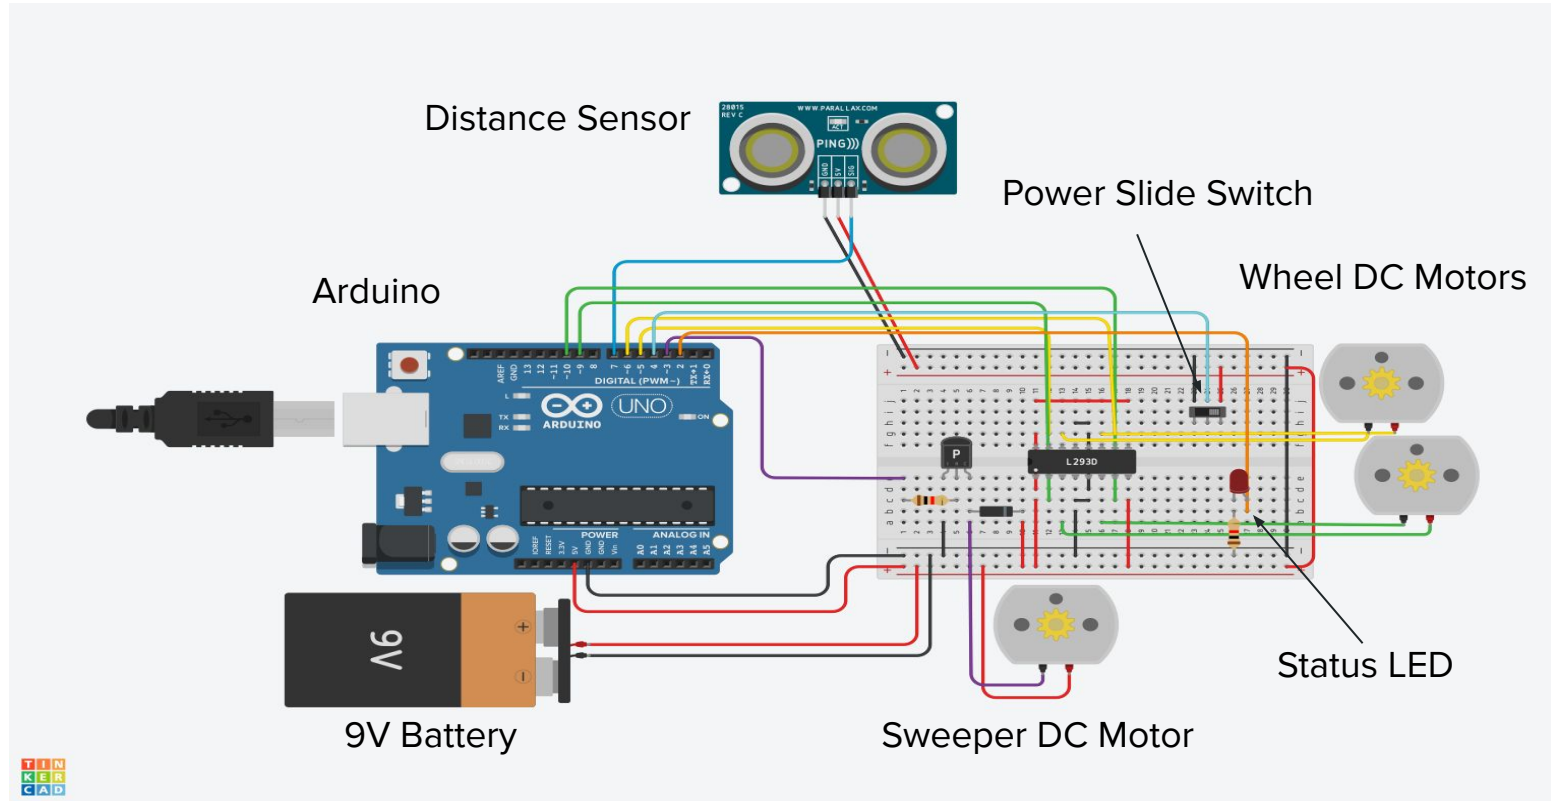 28015
REV C
WWW.PARALLAX.COM
ACT
PING)))
GND
5V
SIG
Distance Sensor
Power Slide Switch
Wheel DC Motors
Arduino
AREF
GND
13
12
~11
~10
~9
8
7
~6
~5
4
~3
2
TX→1
RX←0
DIGITAL (PWM~)
L
TX
RX
ARDUINO
UNO
ON
POWER
ANALOG IN
IOREF
RESET
3.3V
5V
GND
GND
Vin
A0
A1
A2
A3
A4
A5
P
L293D
9V
+
−
9V Battery
Sweeper DC Motor
Status LED
TIN
KER
CAD